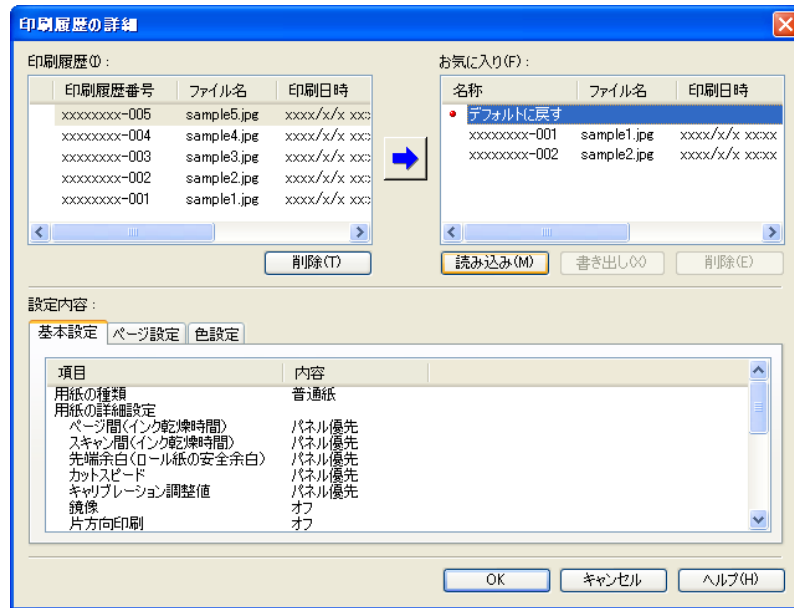 印刷履歴の詳細
印刷履歴(I):
印刷履歴番号 ファイル名 印刷日時
xxxxxxxx-005 sample5.jpg xxxx/x/x xx:
xxxxxxxx-004 sample4.jpg xxxx/x/x xx:
xxxxxxxx-003 sample3.jpg xxxx/x/x xx:
xxxxxxxx-002 sample2.jpg xxxx/x/x xx:
xxxxxxxx-001 sample1.jpg xxxx/x/x xx:
削除(T)
お気に入り(F):
名称 ファイル名 印刷日時
デフォルトに戻す
xxxxxxxx-001 sample1.jpg xxxx/x/x xx:xx
xxxxxxxx-002 sample2.jpg xxxx/x/x xx:xx
読み込み(M) 書き出し(X) 削除(E)
設定内容:
基本設定 ページ設定 色設定
項目 内容
用紙の種類 普通紙
用紙の詳細設定
ページ間(インク乾燥時間) パネル優先
スキャン間(インク乾燥時間) パネル優先
先端余白(ロール紙の安全余白) パネル優先
カットスピード パネル優先
キャリブレーション調整値 パネル優先
鏡像 オフ
片方向印刷 オフ
OK キャンセル ヘルプ(H)